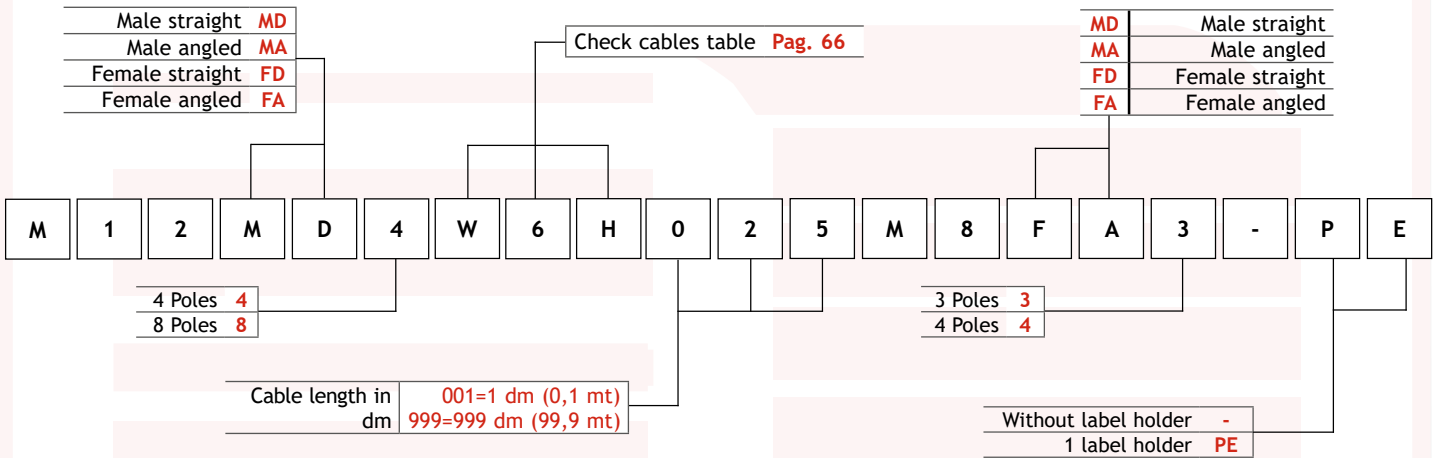 Male straight MD
Male angled MA
Female straight FD
Female angled FA
Check cables table Pag. 66
MD Male straight
MA Male angled
FD Female straight
FA Female angled
M 1 2 M D 4 W 6 H 0 2 5 M 8 F A 3 - P E
4 Poles 4
8 Poles 8
3 Poles 3
4 Poles 4
Cable length in 001=1 dm (0,1 mt)
dm 999=999 dm (99,9 mt)
Without label holder -
1 label holder PE